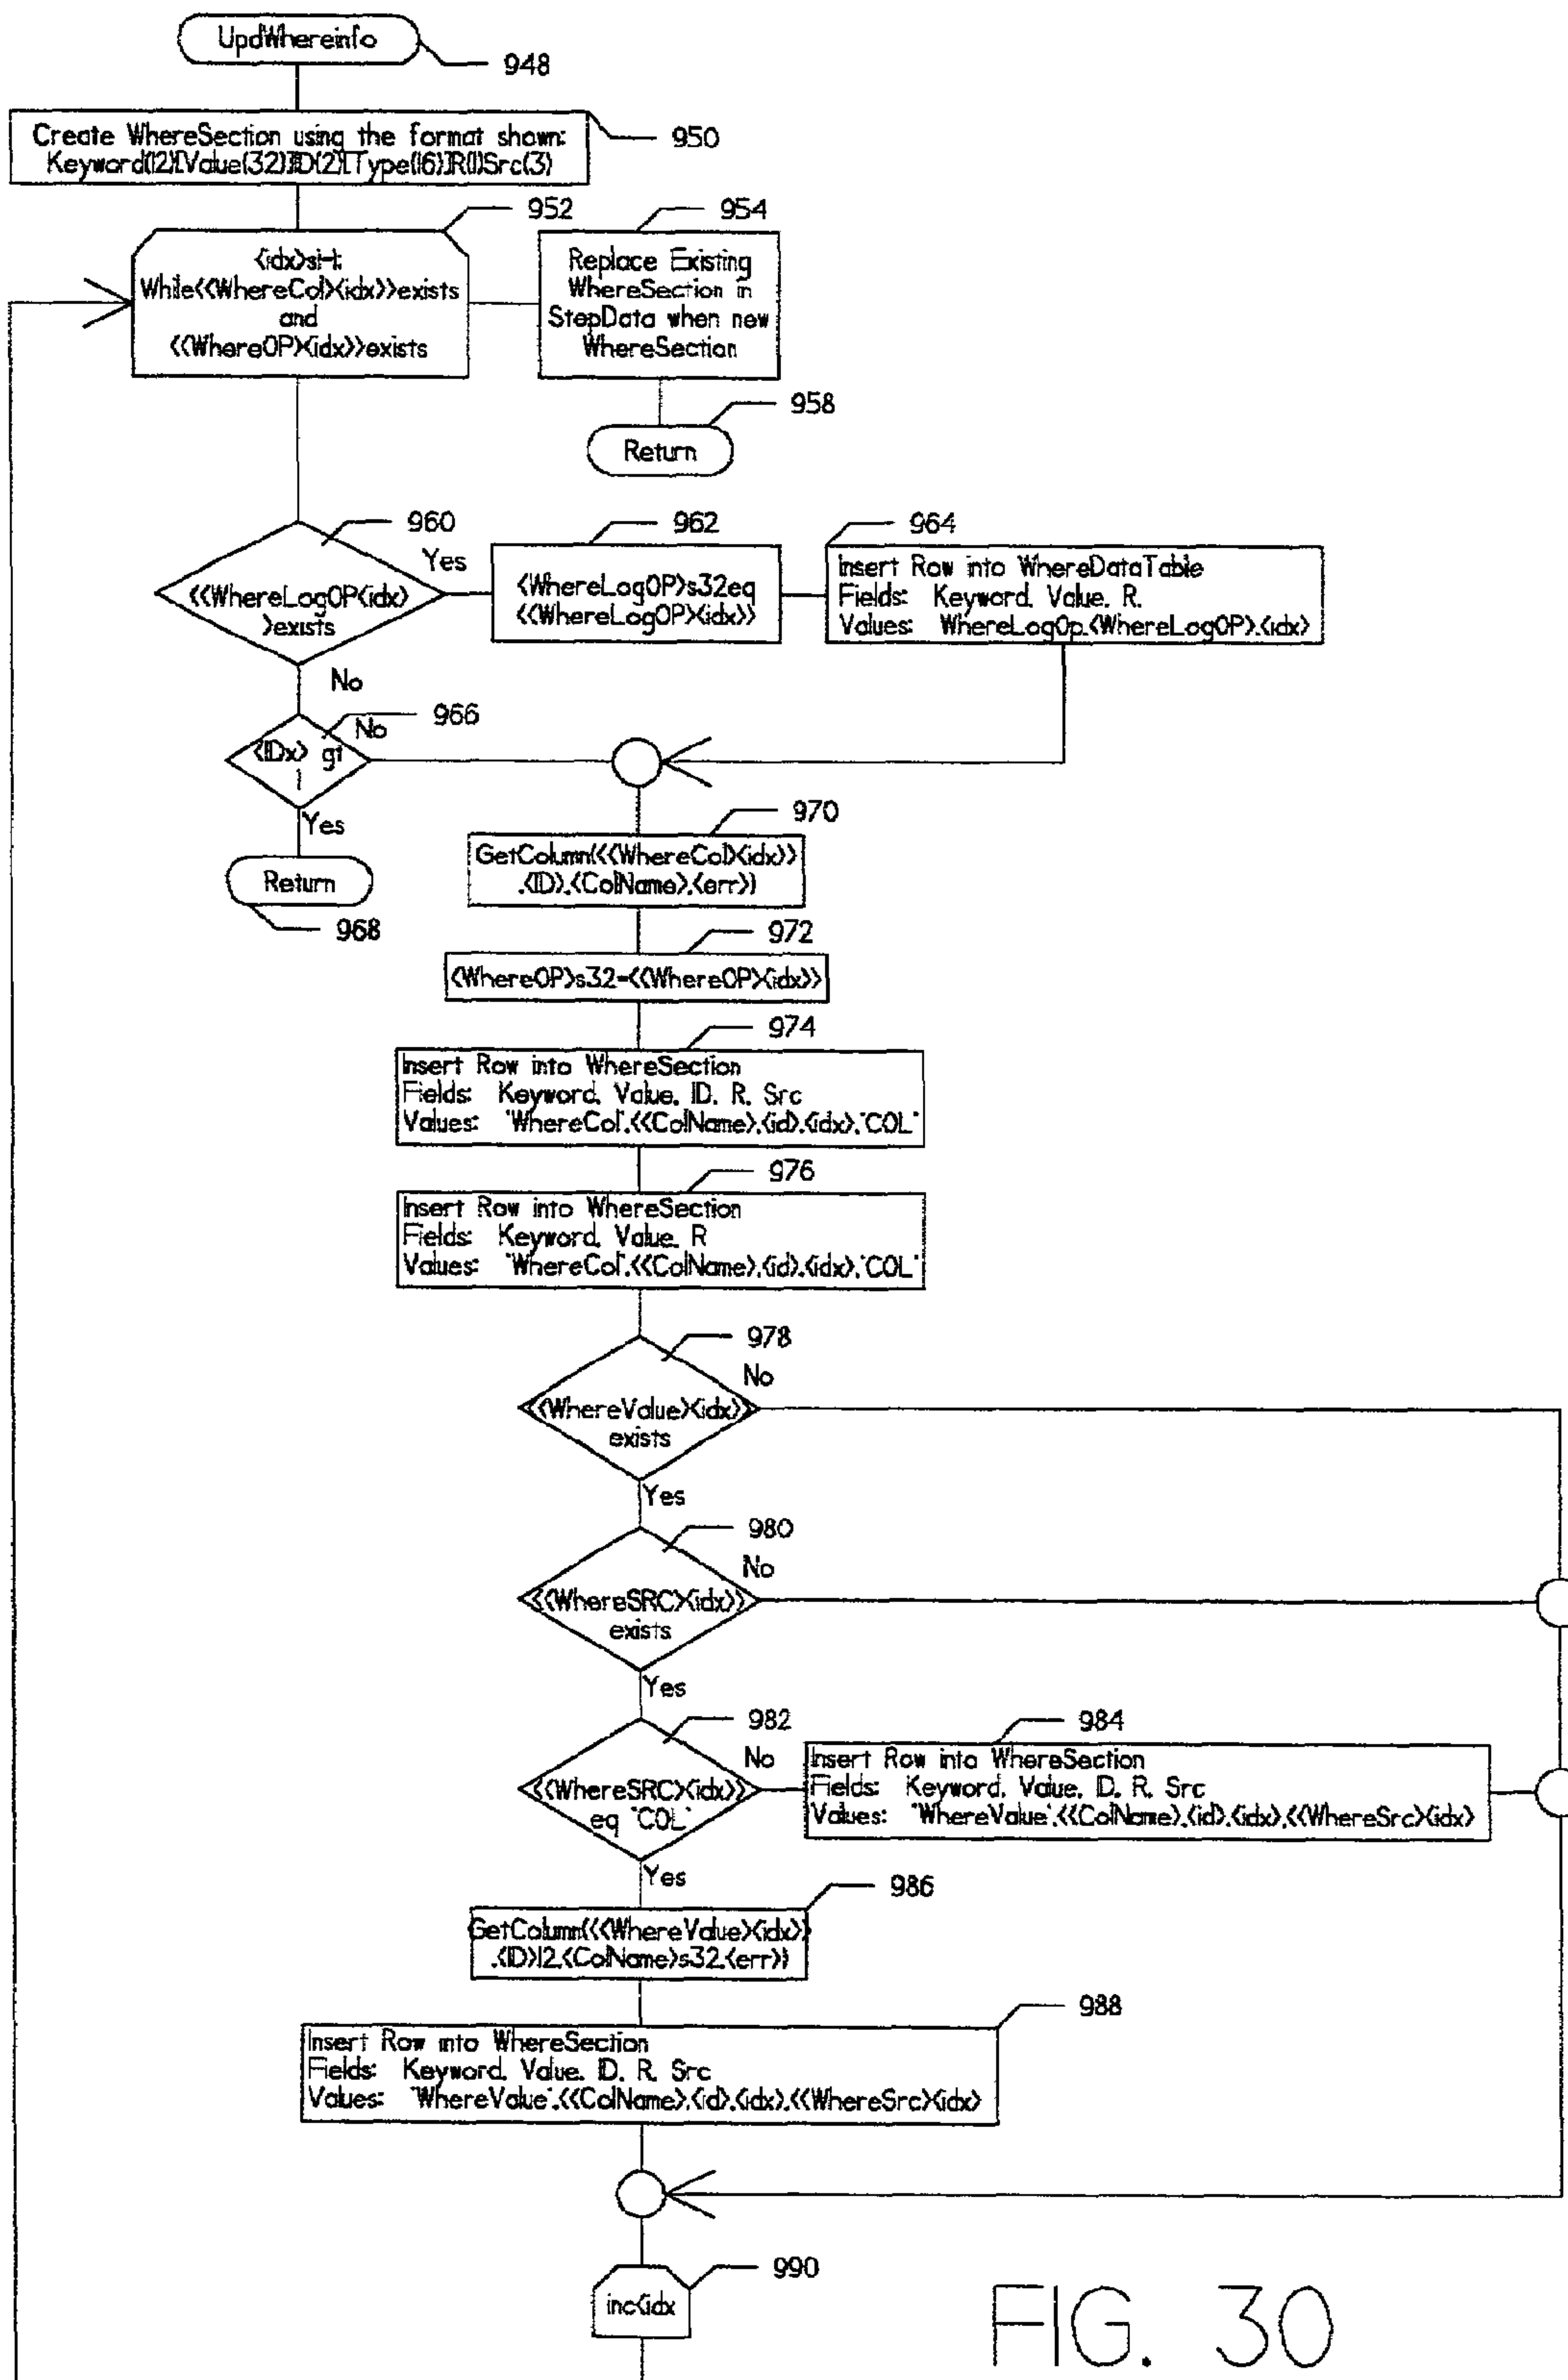 UpdWhereinfo
948
Create WhereSection using the format shown:
Keyword(12)[Value(32)]ID(2)[Type(16)]R(1)Src(3)
950
952
<idx>si=1;
While<<WhereCol><idx>>exists
and
<<WhereOP><idx>>exists
954
Replace Existing
WhereSection in
StepData when new
WhereSection
958
Return
960
<<WhereLogOP<idx>
>exists
Yes
No
962
<WhereLogOP>s32eq
<<WhereLogOP><idx>>
964
Insert Row into WhereDataTable
Fields: Keyword, Value, R,
Values: WhereLogOp,<WhereLogOP>,<idx>
966
<IDx> gt
1
No
Yes
Return
968
970
GetColumn(<<WhereCol><idx>>
,<ID>,<ColName>,<err>)
972
<WhereOP>s32=<<WhereOP><idx>>
974
Insert Row into WhereSection
Fields: Keyword, Value, ID, R, Src
Values: 'WhereCol',<<ColName>,<id>,<idx>,'COL'
976
Insert Row into WhereSection
Fields: Keyword, Value, R
Values: 'WhereCol',<<ColName>,<id>,<idx>,'COL'
978
<<WhereValue><idx>>
exists
No
Yes
980
<<WhereSRC><idx>>
exists
No
Yes
982
<<WhereSRC><idx>>
eq 'COL'
No
Yes
984
Insert Row into WhereSection
Fields: Keyword, Value, ID, R, Src
Values: 'WhereValue',<<ColName>,<id>,<idx>,<<WhereSrc><idx>
986
GetColumn(<<WhereValue><idx>>
,<ID>i2,<ColName>s32,<err>)
988
Insert Row into WhereSection
Fields: Keyword, Value, ID, R, Src
Values: 'WhereValue',<<ColName>,<id>,<idx>,<<WhereSrc><idx>
990
inc<idx
FIG. 30